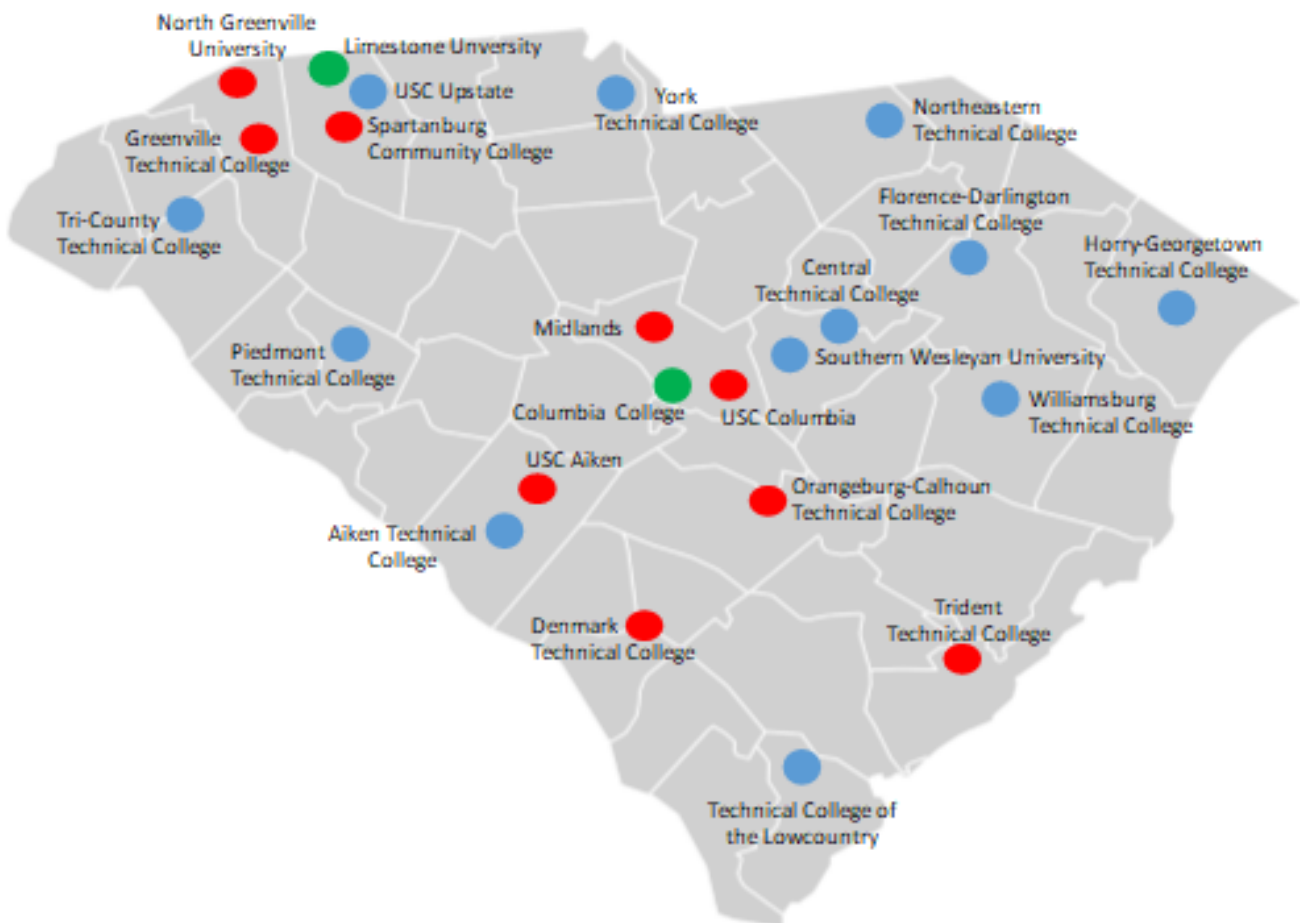 North Greenville
University
Limestone Unversity
USC Upstate
York
Technical College
Northeastern
Technical College
Greenville
Technical College
Spartanburg
Community College
Florence-Darlington
Technical College
Tri-County
Technical College
Horry-Georgetown
Technical College
Central
Technical College
Midlands
Piedmont
Technical College
Southern Wesleyan University
Columbia College
USC Columbia
Williamsburg
Technical College
USC Aiken
Orangeburg-Calhoun
Technical College
Aiken Technical
College
Denmark
Technical College
Trident
Technical College
Technical College of
the Lowcountry